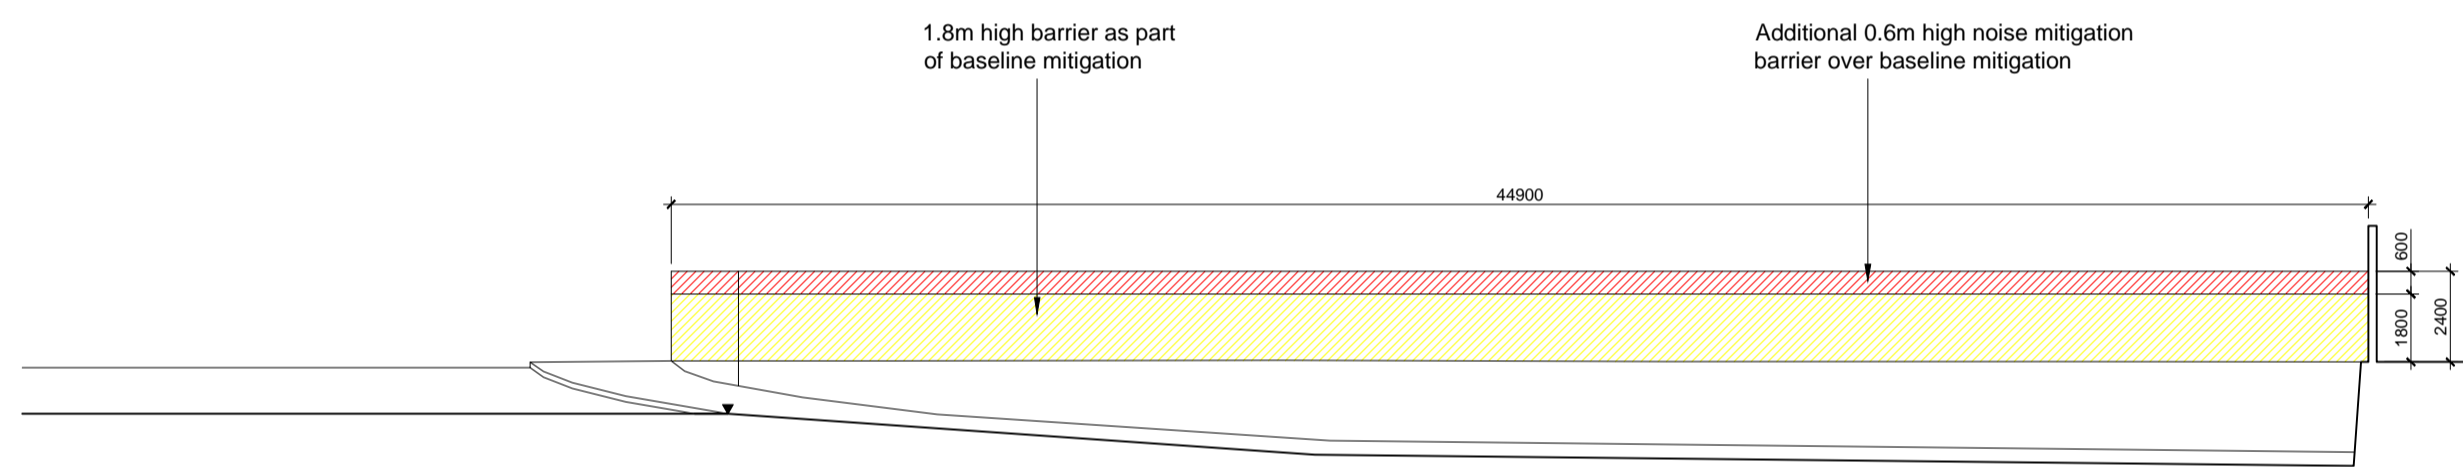 1.8m high barrier as part
of baseline mitigation
Additional 0.6m high noise mitigation
barrier over baseline mitigation
44900
600
1800
2400